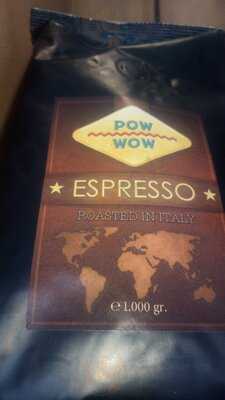 POW
WOW
ESPRESSO
ROASTED IN ITALY
℮ 1.000 gr.